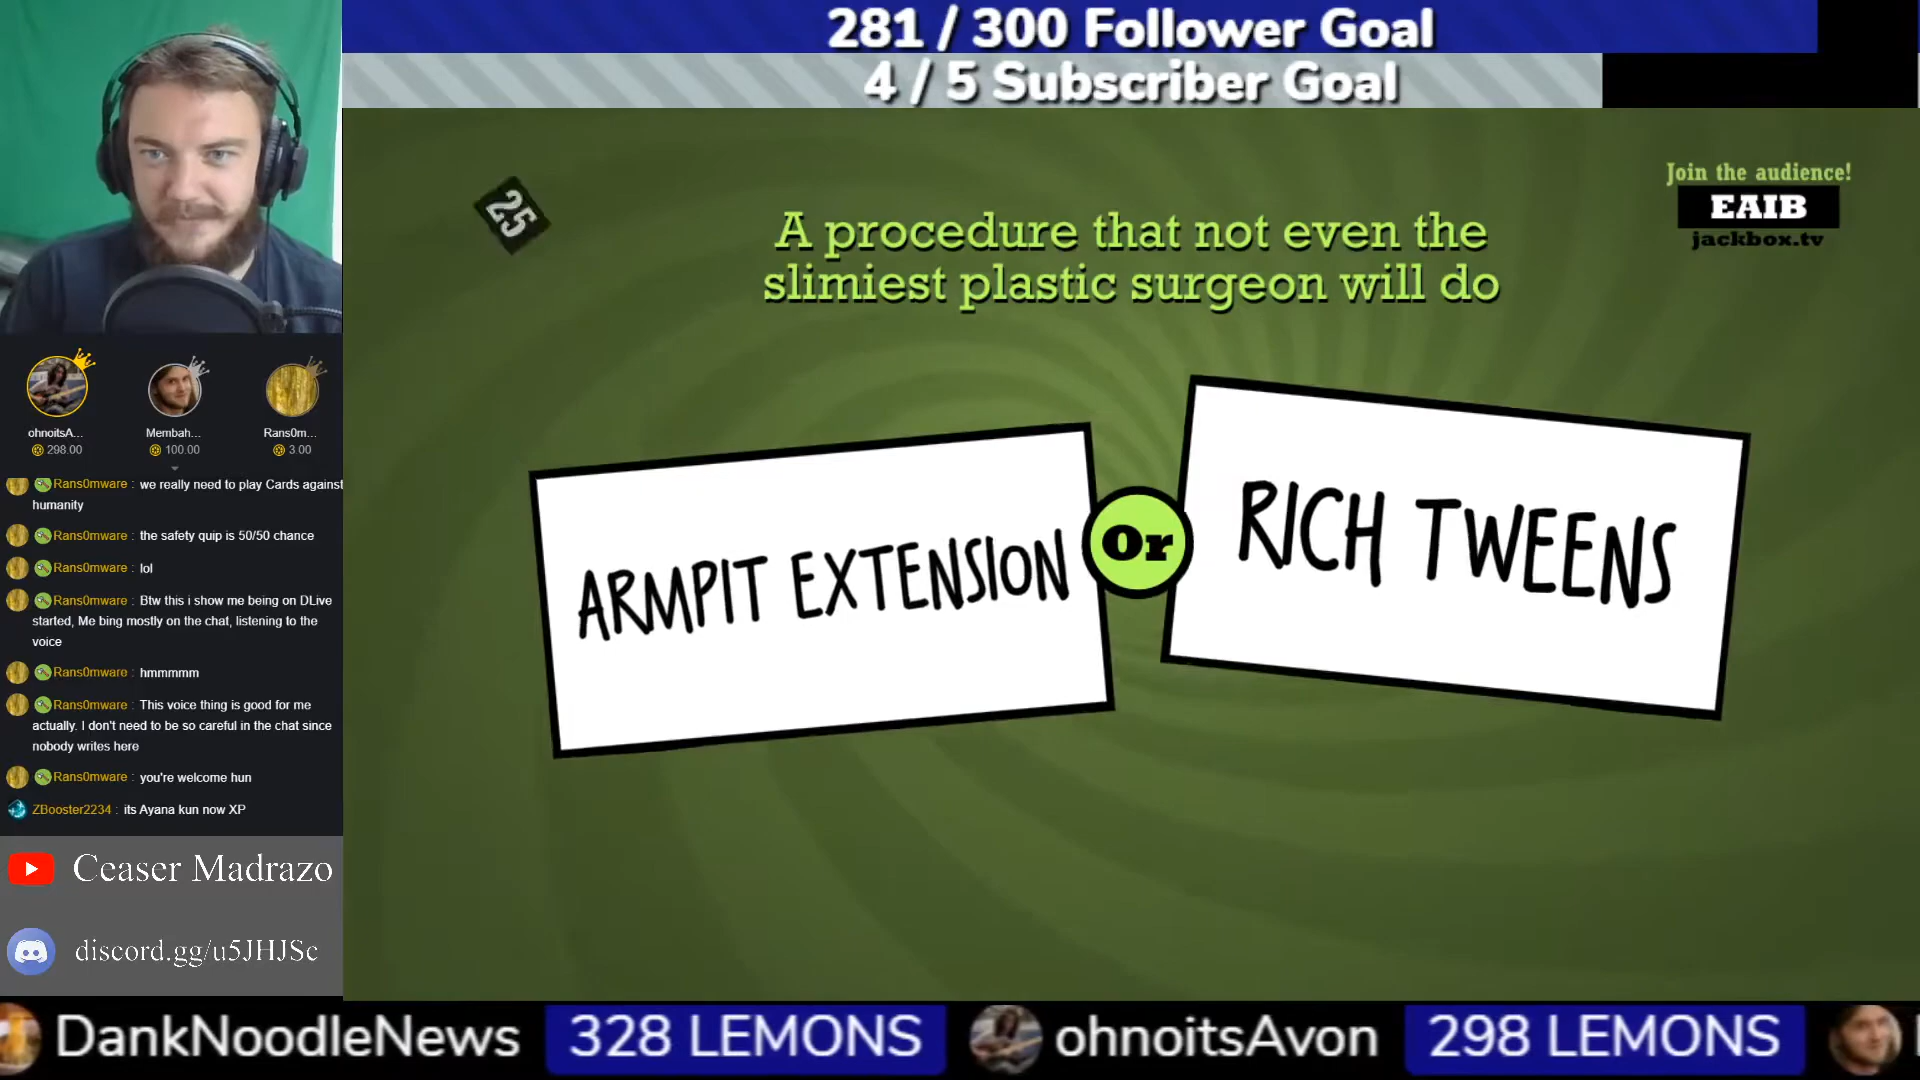 281 / 300 Follower Goal
4 / 5 Subscriber Goal
25
A procedure that not even the
slimiest plastic surgeon will do
Join the audience!
EAIB
jackbox.tv
ARMPIT EXTENSION
Or
RICH TWEENS
ohnoitsA...
298.00
Membah...
100.00
Rans0m...
3.00
Rans0mware : we really need to play Cards against
humanity
Rans0mware : the safety quip is 50/50 chance
Rans0mware : lol
Rans0mware : Btw this i show me being on DLive
started, Me bing mostly on the chat, listening to the
voice
Rans0mware : hmmmmm
Rans0mware : This voice thing is good for me
actually. I don't need to be so careful in the chat since
nobody writes here
Rans0mware : you're welcome hun
ZBooster2234 : its Ayana kun now XP
Ceaser Madrazo
discord.gg/u5JHJSc
DankNoodleNews 328 LEMONS ohnoitsAvon 298 LEMONS